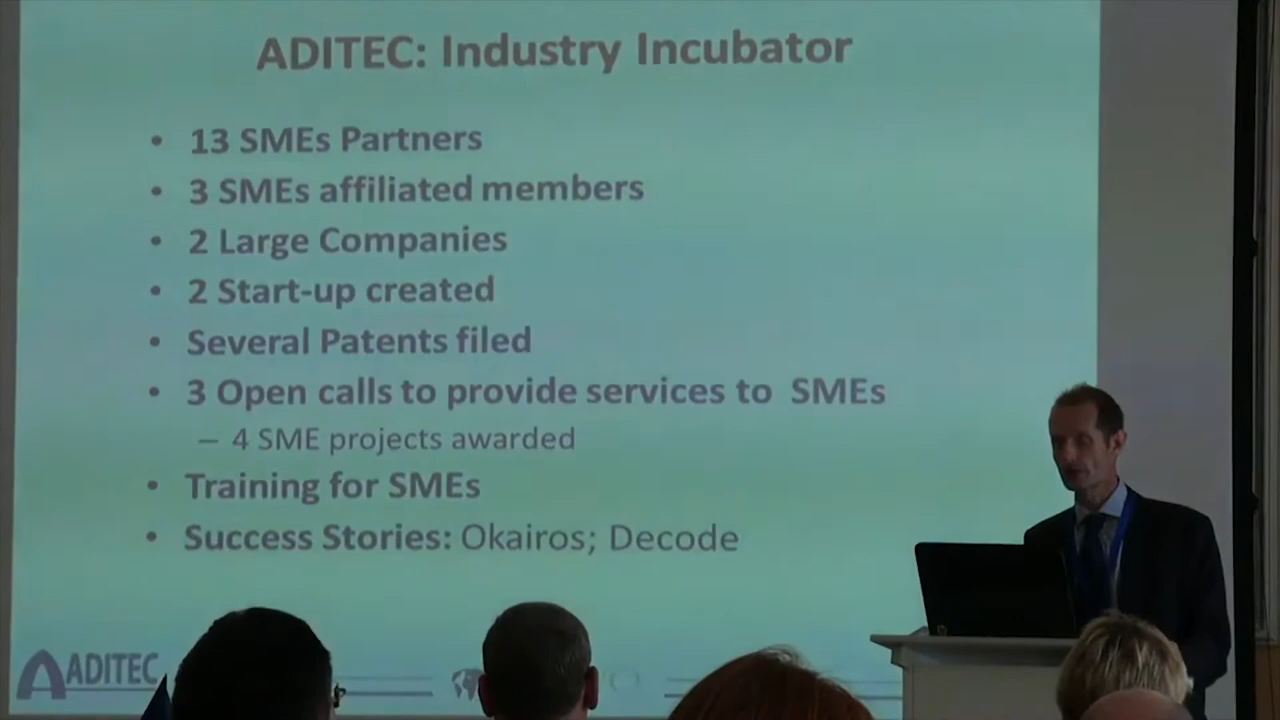 ADITEC: Industry Incubator
• 13 SMEs Partners
• 3 SMEs affiliated members
• 2 Large Companies
• 2 Start-up created
• Several Patents filed
• 3 Open calls to provide services to SMEs
– 4 SME projects awarded
• Training for SMEs
• Success Stories: Okairos; Decode
ADITEC